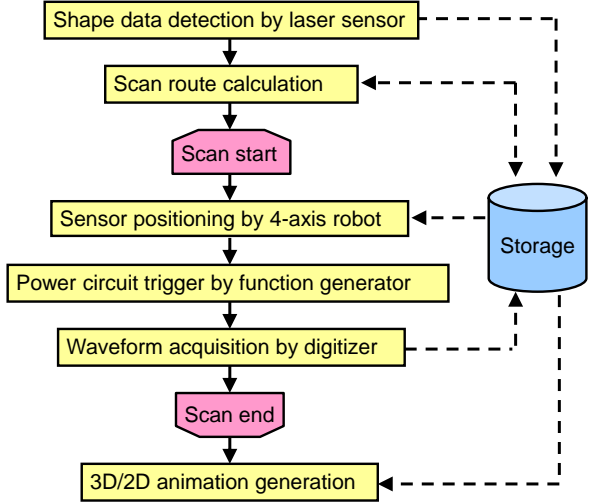 Shape data detection by laser sensor
Scan route calculation
Scan start
Sensor positioning by 4-axis robot
Storage
Power circuit trigger by function generator
Waveform acquisition by digitizer
Scan end
3D/2D animation generation